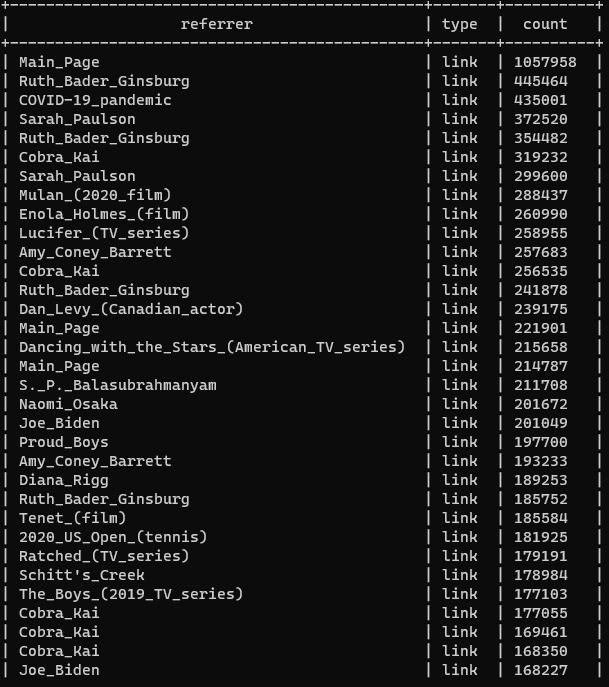 +----------------------------------------------+-------+----------+
| referrer | type | count |
+----------------------------------------------+-------+----------+
| Main_Page | link | 1057958 |
| Ruth_Bader_Ginsburg | link | 445464 |
| COVID-19_pandemic | link | 435001 |
| Sarah_Paulson | link | 372520 |
| Ruth_Bader_Ginsburg | link | 354482 |
| Cobra_Kai | link | 319232 |
| Sarah_Paulson | link | 299600 |
| Mulan_(2020_film) | link | 288437 |
| Enola_Holmes_(film) | link | 260990 |
| Lucifer_(TV_series) | link | 258955 |
| Amy_Coney_Barrett | link | 257683 |
| Cobra_Kai | link | 256535 |
| Ruth_Bader_Ginsburg | link | 241878 |
| Dan_Levy_(Canadian_actor) | link | 239175 |
| Main_Page | link | 221901 |
| Dancing_with_the_Stars_(American_TV_series) | link | 215658 |
| Main_Page | link | 214787 |
| S._P._Balasubrahmanyam | link | 211708 |
| Naomi_Osaka | link | 201672 |
| Joe_Biden | link | 201049 |
| Proud_Boys | link | 197700 |
| Amy_Coney_Barrett | link | 193233 |
| Diana_Rigg | link | 189253 |
| Ruth_Bader_Ginsburg | link | 185752 |
| Tenet_(film) | link | 185584 |
| 2020_US_Open_(tennis) | link | 181925 |
| Ratched_(TV_series) | link | 179191 |
| Schitt's_Creek | link | 178984 |
| The_Boys_(2019_TV_series) | link | 177103 |
| Cobra_Kai | link | 177055 |
| Cobra_Kai | link | 169461 |
| Cobra_Kai | link | 168350 |
| Joe_Biden | link | 168227 |